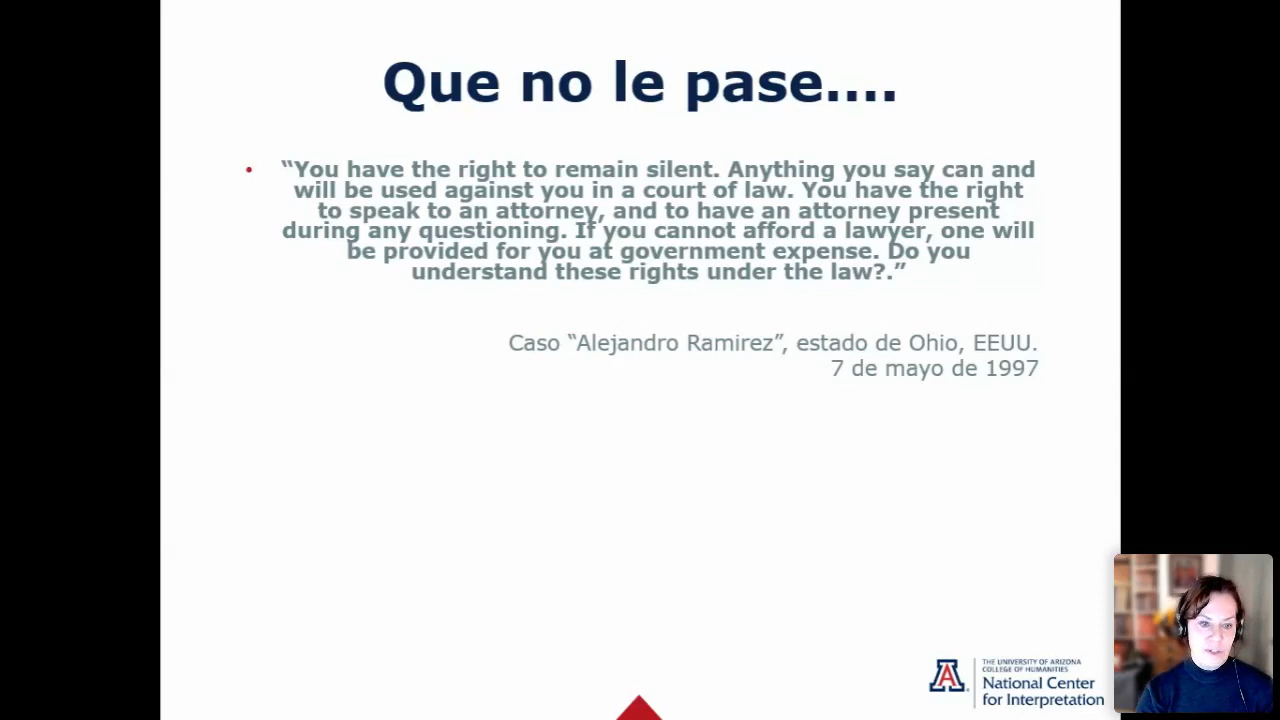 Que no le pase....
• “You have the right to remain silent. Anything you say can and
will be used against you in a court of law. You have the right
to speak to an attorney, and to have an attorney present
during any questioning. If you cannot afford a lawyer, one will
be provided for you at government expense. Do you
understand these rights under the law?.”
Caso “Alejandro Ramirez”, estado de Ohio, EEUU.
7 de mayo de 1997
A
THE UNIVERSITY OF ARIZONA
COLLEGE OF HUMANITIES
National Center
for Interpretation